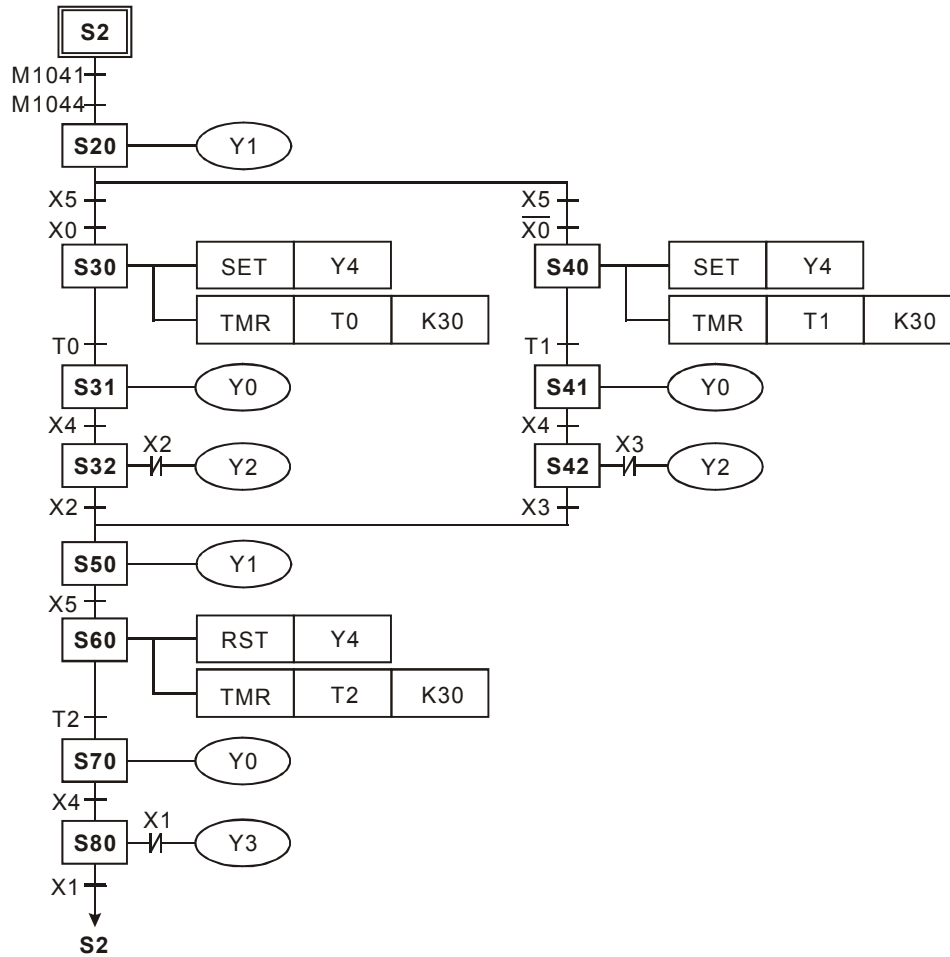 S2
M1041
M1044
S20 Y1
X5 X5
X0 X0
S30 SET Y4 S40 SET Y4
TMR T0 K30 TMR T1 K30
T0 T1
S31 Y0 S41 Y0
X4 X4
X2 X3
S32 Y2 S42 Y2
X2 X3
S50 Y1
X5
S60 RST Y4
TMR T2 K30
T2
S70 Y0
X4
X1
S80 Y3
X1
S2